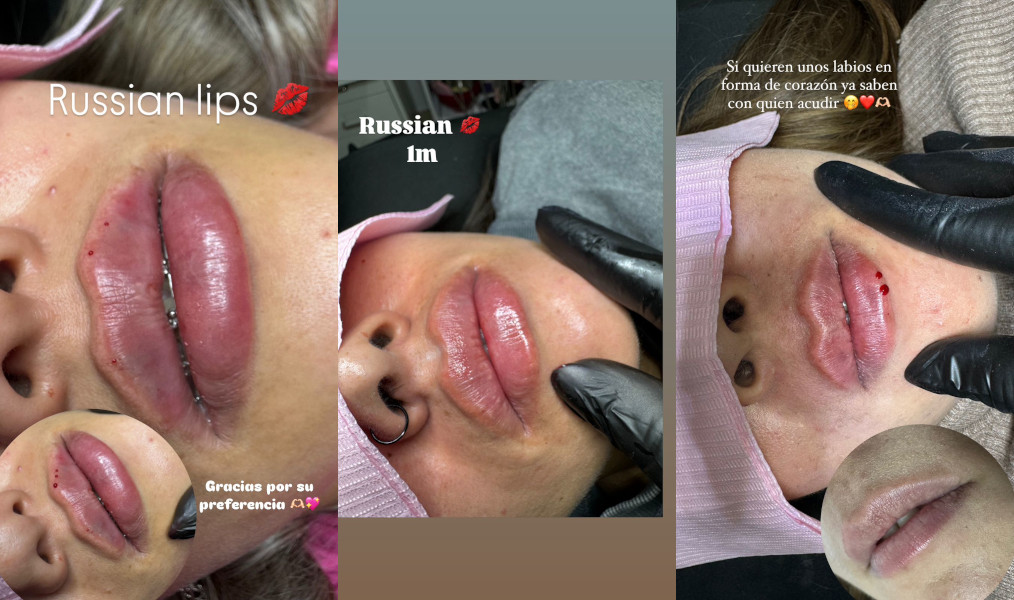 Russian lips 💋
Gracias por su
preferencia 🫶🏻💖
Russian 💋
1m
Si quieren unos labios en
forma de corazón ya saben
con quien acudir 🤭❤️🫶🏻